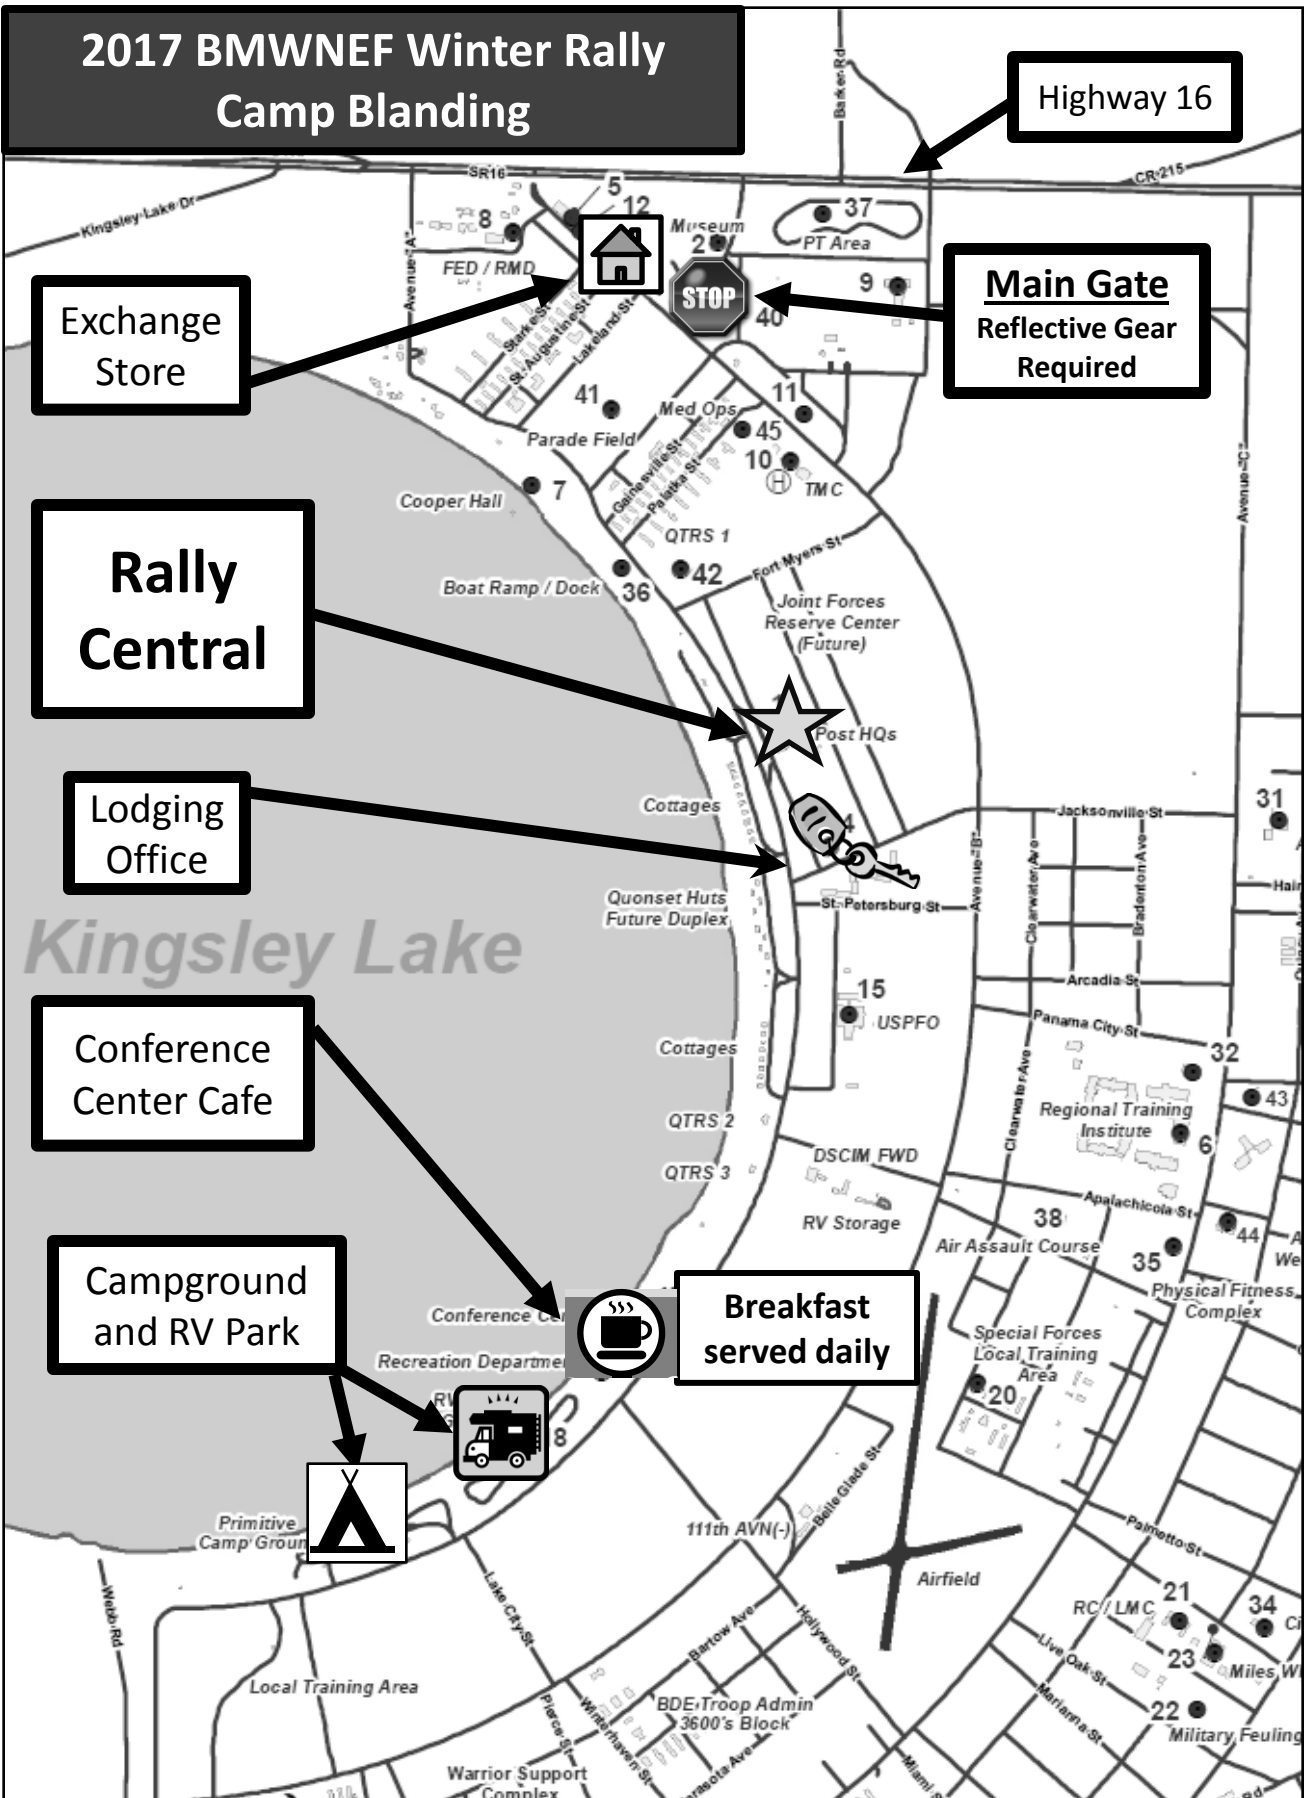 2017 BMWNEF Winter Rally
Camp Blanding
Highway 16
Barker Rd
SR16
CR-215
Kingsley Lake Dr
5
12
8
37
Museum
2
PT Area
Avenue "A"
FED / RMD
STOP
9
40
Main Gate
Reflective Gear
Required
Exchange
Store
Starke St
St. Augustine St
Lakeland St
41
Parade Field
Med Ops
11
45
10
H
TMC
7
Cooper Hall
Gainesville St
Palatka St
Avenue "C"
QTRS 1
42
Fort Myers St
Boat Ramp / Dock
36
Joint Forces
Reserve Center
(Future)
Rally
Central
Post HQs
Lodging
Office
Cottages
4
Jacksonville St
31
Avenue "B"
Clearwater Ave
Bradenton Ave
Quonset Huts
Future Duplex
St. Petersburg St
Kingsley Lake
Arcadia St
15
USPFO
Panama City St
Conference
Center Cafe
Cottages
32
Clearwater Ave
43
Regional Training
Institute
6
QTRS 2
DSCIM FWD
QTRS 3
RV Storage
Apalachicola St
38
Air Assault Course
44
35
Physical Fitness
Complex
Campground
and RV Park
Conference
Recreation
Breakfast
served daily
Special Forces
Local Training
Area
20
RV
8
Belle Glade St
Primitive
Camp
111th AVN(-)
Palmetto St
Airfield
Webb Rd
Lake City St
RC / LMC
21
34
Hollywood St
Bartow Ave
Live Oak St
23
Miles
Local Training Area
Pierce St
Winterhaven St
BDE Troop Admin
3600's Block
Marianna St
22
Military Feuling
Warrior Support
Complex
Miami
Rd